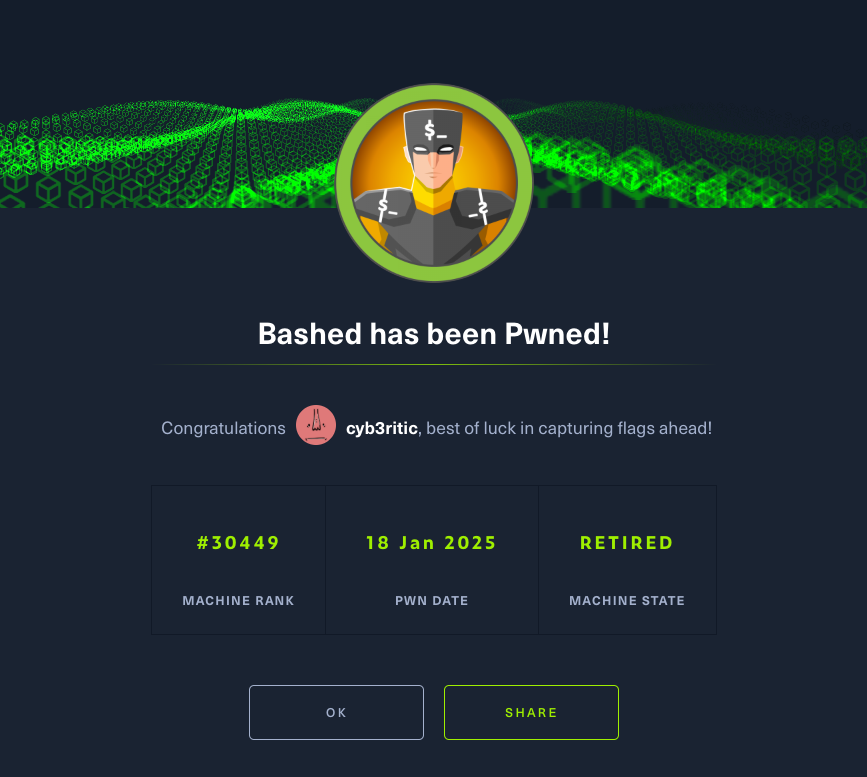 $_
$_
$_
Bashed has been Pwned!
Congratulations cyb3ritic, best of luck in capturing flags ahead!
#30449 18 Jan 2025 RETIRED
MACHINE RANK PWN DATE MACHINE STATE
OK SHARE